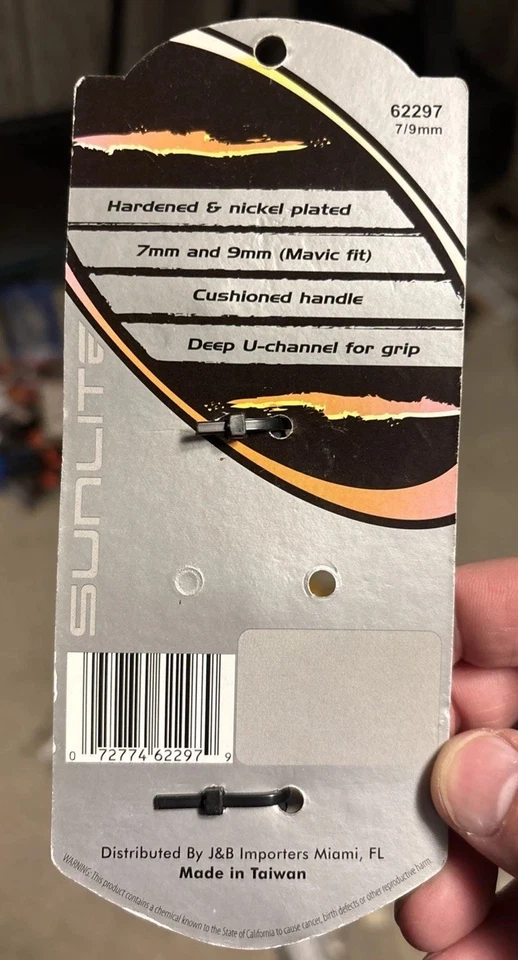 62297
7/9mm
Hardened & nickel plated
7mm and 9mm (Mavic fit)
Cushioned handle
Deep U-channel for grip
SUNLITE
0 72774 62297 9
Distributed By J&B Importers Miami, FL
Made in Taiwan
WARNING: This product contains a chemical known to the State of California to cause cancer, birth defects or other reproductive harm.